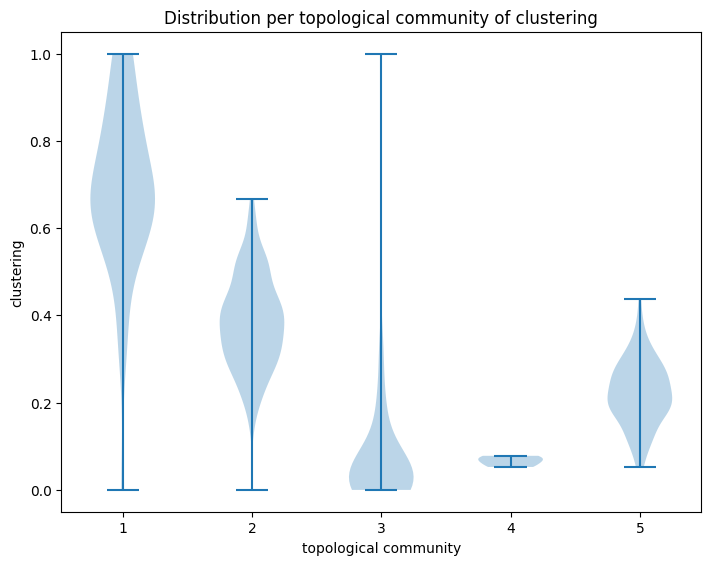 Distribution per topological community of clustering
1.0
0.8
0.6
0.4
0.2
0.0
clustering
1 2 3 4 5
topological community